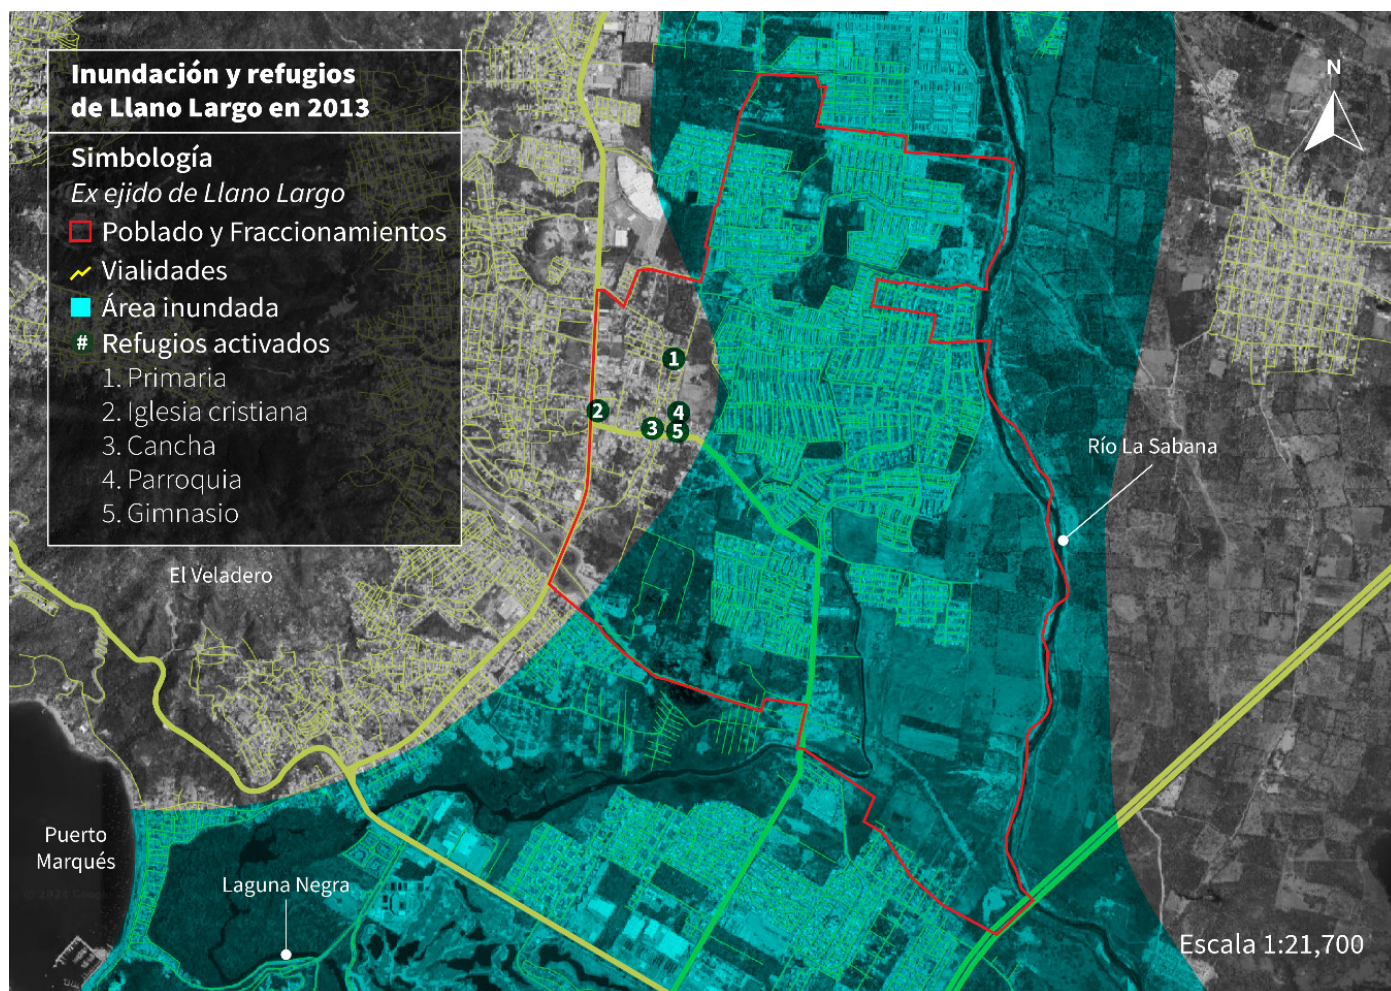 Inundación y refugios
de Llano Largo en 2013
Simbología
Ex ejido de Llano Largo
Poblado y Fraccionamientos
Vialidades
Área inundada
# Refugios activados
1. Primaria
2. Iglesia cristiana
3. Cancha
4. Parroquia
5. Gimnasio
N
1
2
4
3
5
Río La Sabana
El Veladero
Puerto
Marqués
Laguna Negra
Escala 1:21,700